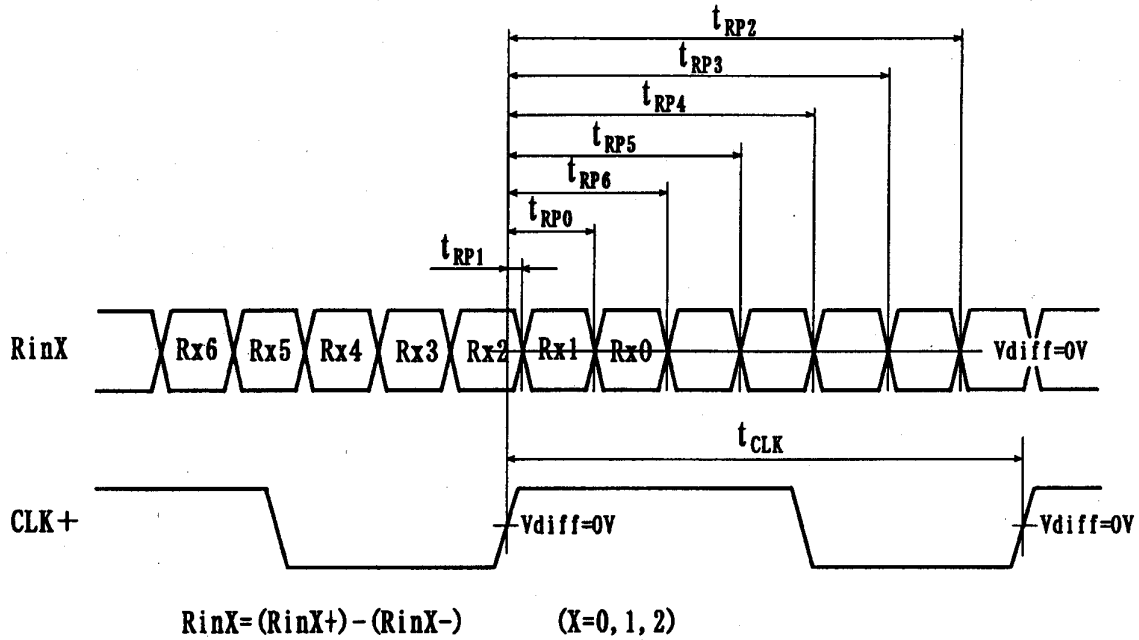 tRP2
tRP3
tRP4
tRP5
tRP6
tRP0
tRP1
RinX Rx6 Rx5 Rx4 Rx3 Rx2 Rx1 Rx0 Vdiff=0V
tCLK
CLK+ Vdiff=0V Vdiff=0V
RinX=(RinX+)-(RinX-) (X=0, 1, 2)